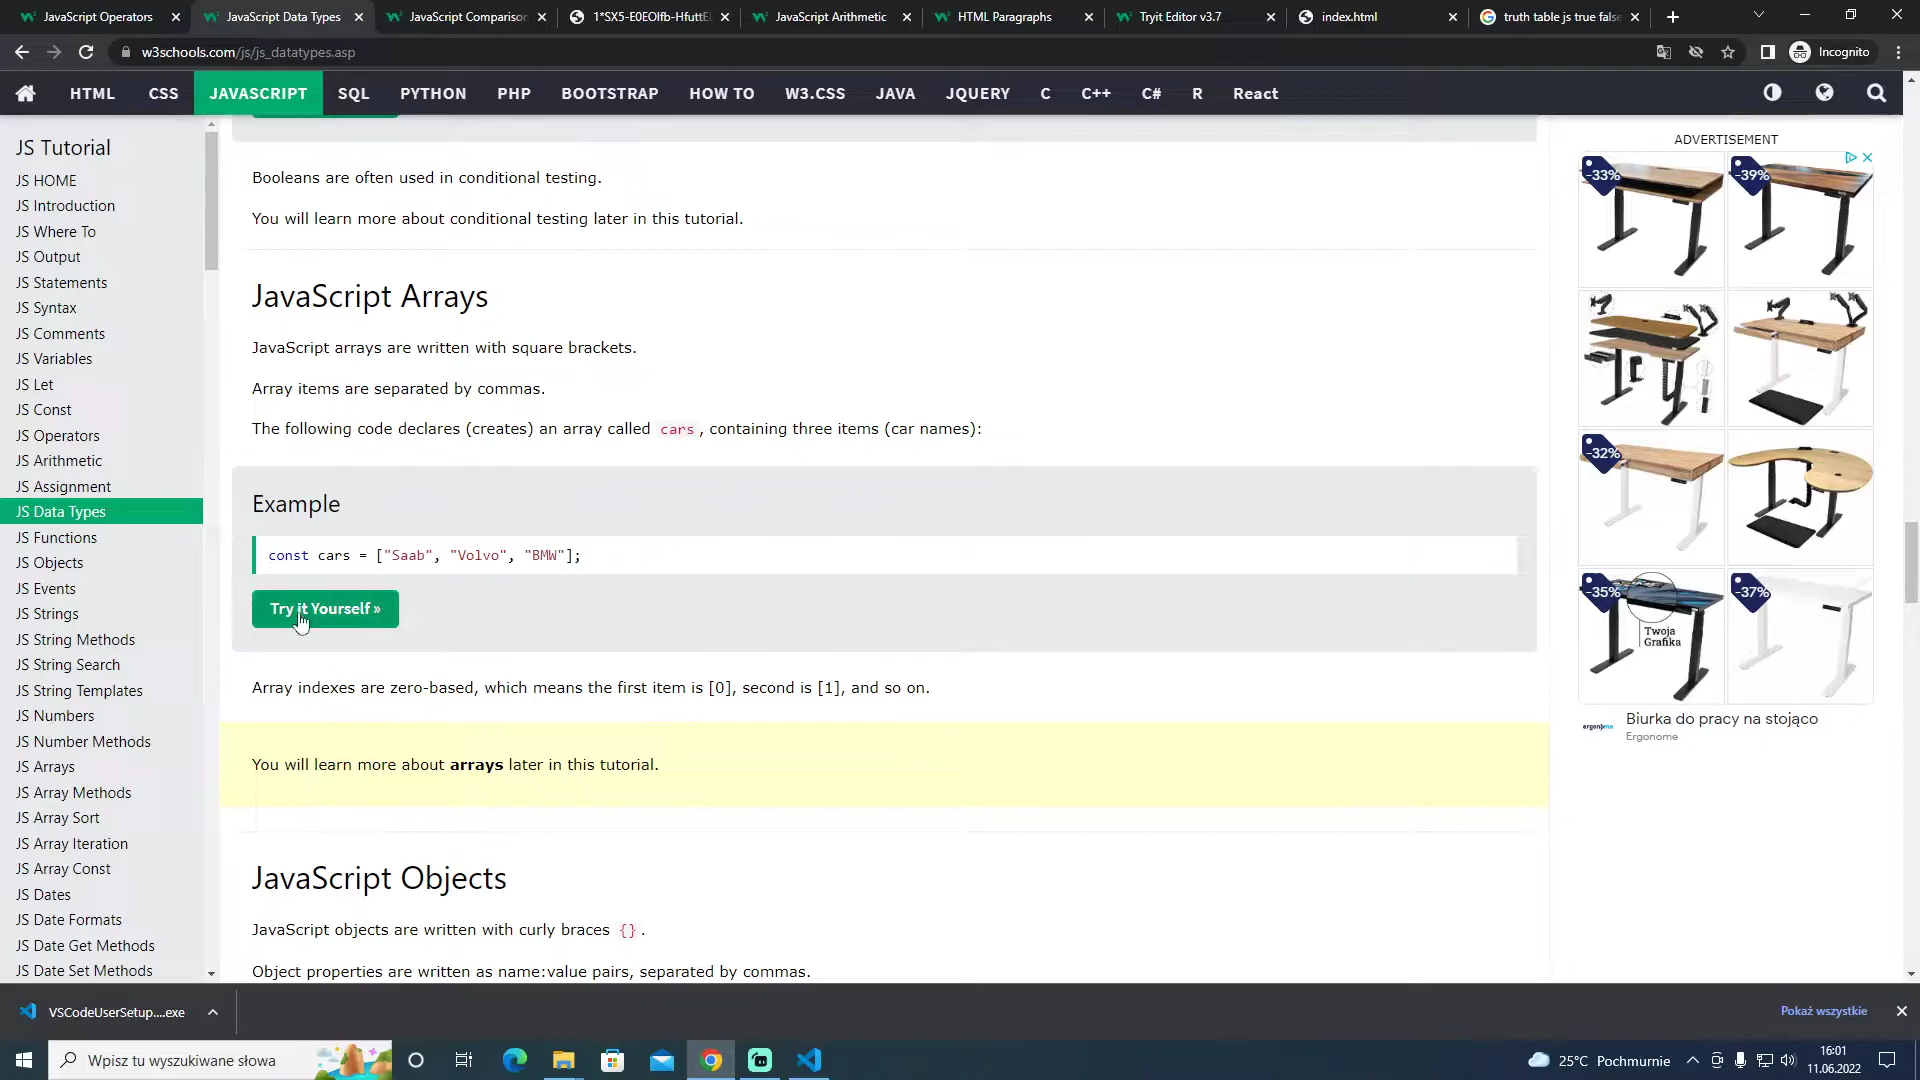 JavaScript Operators
JavaScript Data Types
JavaScript Comparison
1*SX5-E0EOlfb-HfuttE
JavaScript Arithmetic
HTML Paragraphs
Tryit Editor v3.7
index.html
truth table js true false
w3schools.com/js/js_datatypes.asp
Incognito
HTML CSS JAVASCRIPT SQL PYTHON PHP BOOTSTRAP HOW TO W3.CSS JAVA JQUERY C C++ C# R React
JS Tutorial
JS HOME
JS Introduction
JS Where To
JS Output
JS Statements
JS Syntax
JS Comments
JS Variables
JS Let
JS Const
JS Operators
JS Arithmetic
JS Assignment
JS Data Types
JS Functions
JS Objects
JS Events
JS Strings
JS String Methods
JS String Search
JS String Templates
JS Numbers
JS Number Methods
JS Arrays
JS Array Methods
JS Array Sort
JS Array Iteration
JS Array Const
JS Dates
JS Date Formats
JS Date Get Methods
JS Date Set Methods
Booleans are often used in conditional testing.
You will learn more about conditional testing later in this tutorial.
JavaScript Arrays
JavaScript arrays are written with square brackets.
Array items are separated by commas.
The following code declares (creates) an array called cars, containing three items (car names):
Example
const cars = ["Saab", "Volvo", "BMW"];
Try it Yourself »
Array indexes are zero-based, which means the first item is [0], second is [1], and so on.
You will learn more about arrays later in this tutorial.
JavaScript Objects
JavaScript objects are written with curly braces {}.
Object properties are written as name:value pairs, separated by commas.
ADVERTISEMENT
-33%
-39%
-32%
-35%
-37%
Twoja
Grafika
ergonome
Biurka do pracy na stojąco
Ergonome
VSCodeUserSetup....exe
Pokaż wszystkie
Wpisz tu wyszukiwane słowa
25°C Pochmurnie
16:01
11.06.2022